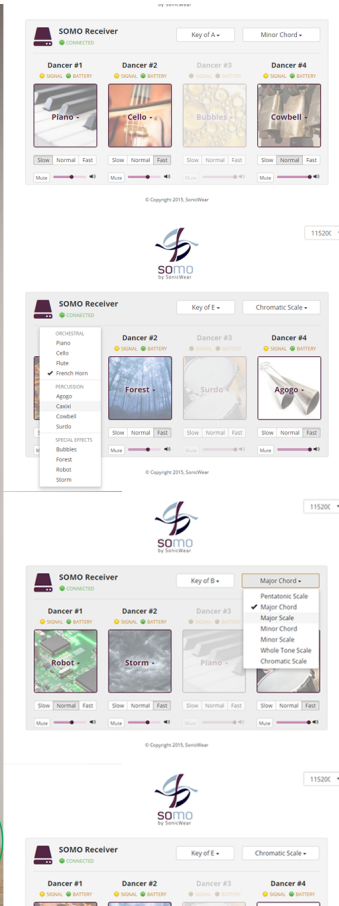 by SonicWear
SOMO Receiver
CONNECTED
Key of A
Minor Chord
Dancer #1 Dancer #2 Dancer #3 Dancer #4
SIGNAL BATTERY SIGNAL BATTERY SIGNAL BATTERY SIGNAL BATTERY
Piano Cello Bubbles Cowbell
Slow Normal Fast Slow Normal Fast Slow Normal Fast Slow Normal Fast
Mute Mute Mute Mute
© Copyright 2015, SonicWear
115200
somo
by SonicWear
SOMO Receiver
CONNECTED
Key of E
Chromatic Scale
ORCHESTRAL
Piano
Cello
Flute
French Horn
PERCUSSION
Agogo
Caxixi
Cowbell
Surdo
SPECIAL EFFECTS
Bubbles
Forest
Robot
Storm
Dancer #2 Dancer #3 Dancer #4
SIGNAL BATTERY SIGNAL BATTERY SIGNAL BATTERY
Forest Surdo Agogo
Slow Normal Fast Slow Normal Fast Slow Normal Fast
Mute Mute Mute
© Copyright 2015, SonicWear
115200
somo
by SonicWear
SOMO Receiver
CONNECTED
Key of B
Major Chord
Pentatonic Scale
Major Chord
Major Scale
Minor Chord
Minor Scale
Whole Tone Scale
Chromatic Scale
Dancer #1 Dancer #2 Dancer #3
SIGNAL BATTERY SIGNAL BATTERY SIGNAL BATTERY
Robot Storm Piano
Slow Normal Fast Slow Normal Fast Slow Normal Fast Slow Normal Fast
Mute Mute Mute Mute
© Copyright 2015, SonicWear
115200
somo
by SonicWear
SOMO Receiver
CONNECTED
Key of E
Chromatic Scale
Dancer #1 Dancer #2 Dancer #3 Dancer #4
SIGNAL BATTERY SIGNAL BATTERY SIGNAL BATTERY SIGNAL BATTERY